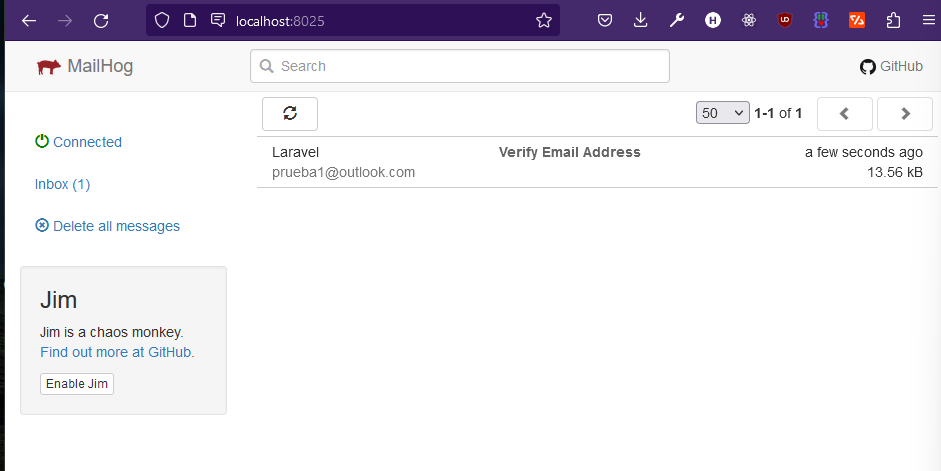 localhost:8025
MailHog
Search
GitHub
Connected
Inbox (1)
Delete all messages
Jim
Jim is a chaos monkey.
Find out more at GitHub.
Enable Jim
50 1-1 of 1
Laravel Verify Email Address a few seconds ago
prueba1@outlook.com 13.56 kB